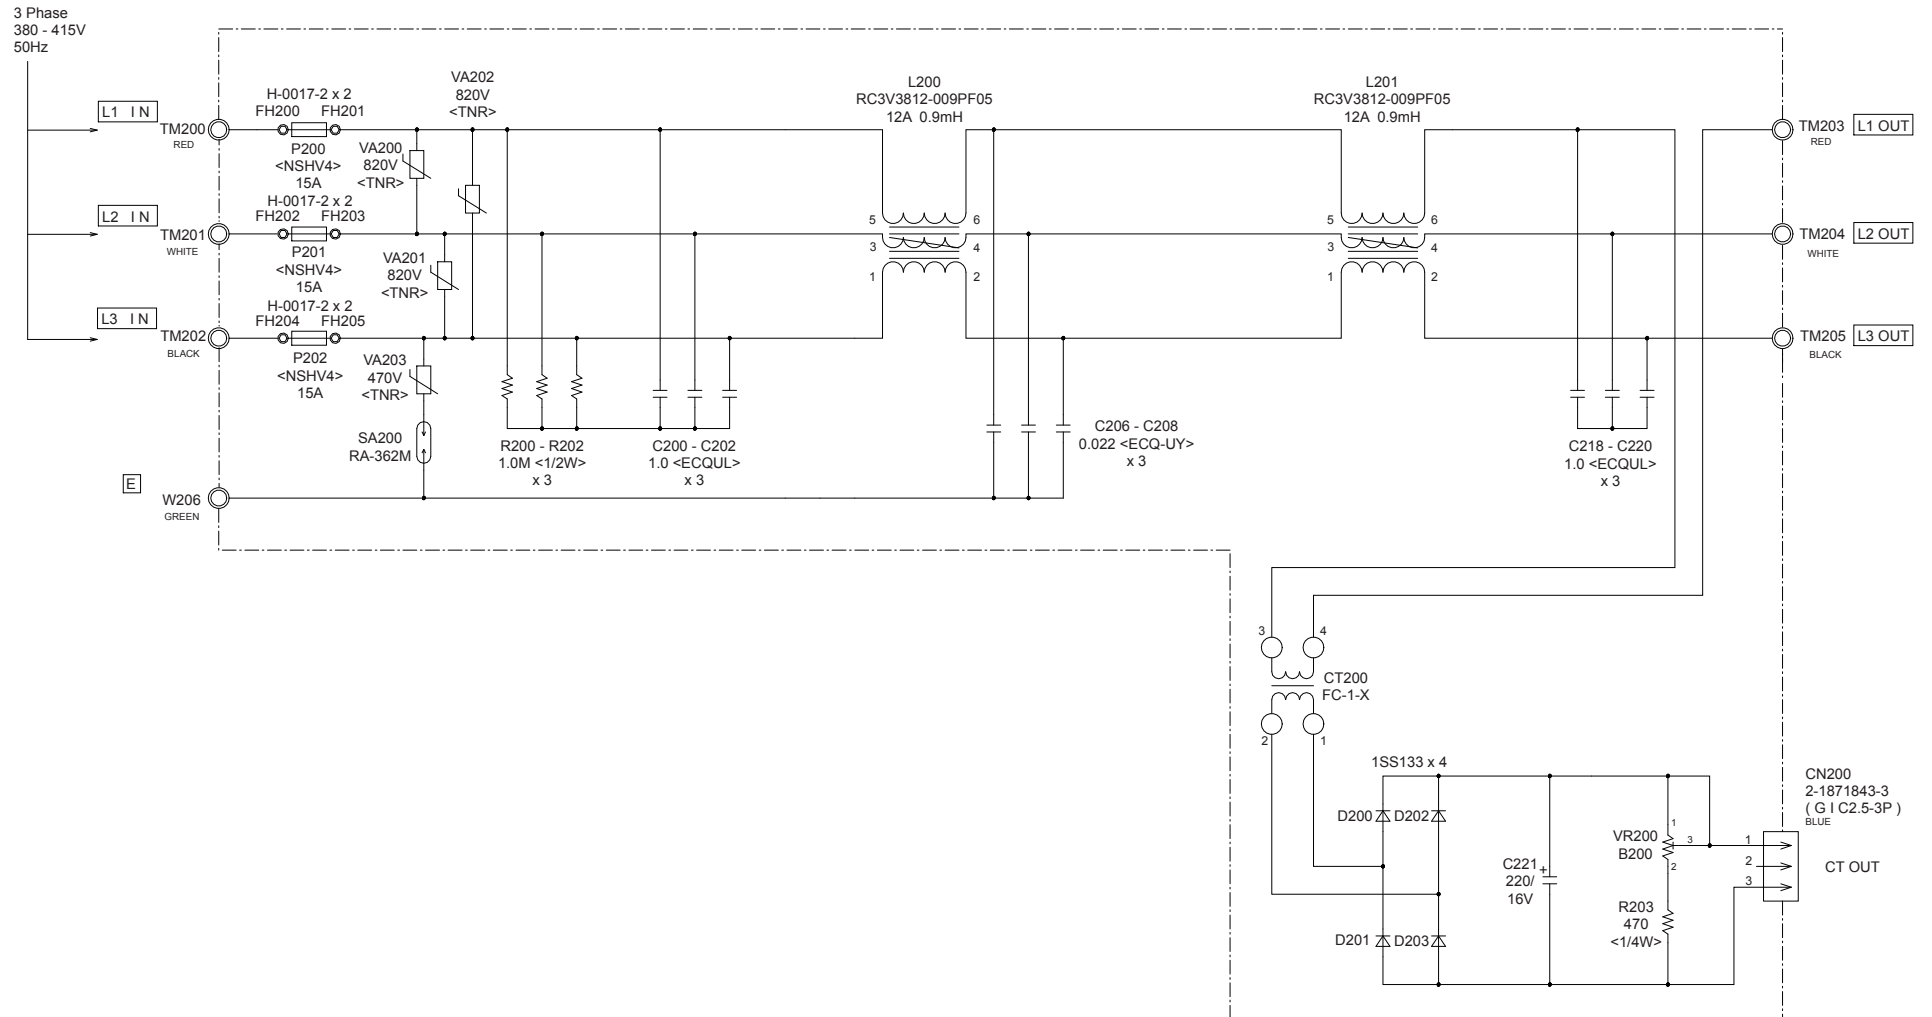 3 Phase
380 - 415V
50Hz
L1 IN
TM200
RED
H-0017-2 x 2
FH200 FH201
P200
<NSHV4>
15A
VA202
820V
<TNR>
VA200
820V
<TNR>
L2 IN
TM201
WHITE
H-0017-2 x 2
FH202 FH203
P201
<NSHV4>
15A
VA201
820V
<TNR>
L3 IN
TM202
BLACK
H-0017-2 x 2
FH204 FH205
P202
<NSHV4>
15A
VA203
470V
<TNR>
SA200
RA-362M
E
W206
GREEN
R200 - R202
1.0M <1/2W>
x 3
C200 - C202
1.0 <ECQUL>
x 3
L200
RC3V3812-009PF05
12A 0.9mH
5 6
3 4
1 2
C206 - C208
0.022 <ECQ-UY>
x 3
L201
RC3V3812-009PF05
12A 0.9mH
5 6
3 4
1 2
C218 - C220
1.0 <ECQUL>
x 3
TM203
RED
L1 OUT
TM204
WHITE
L2 OUT
TM205
BLACK
L3 OUT
3 4
CT200
FC-1-X
2 1
1SS133 x 4
D200 D202
D201 D203
C221
+
220/
16V
1
VR200
B200
3
2
R203
470
<1/4W>
CN200
2-1871843-3
( G I C2.5-3P )
BLUE
1
2
3
CT OUT